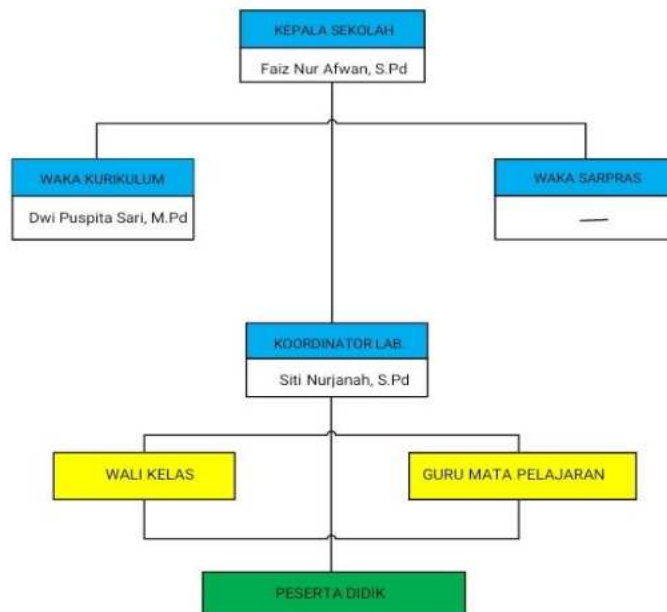 KEPALA SEKOLAH
Faiz Nur Afwan, S.Pd
WAKA KURIKULUM
Dwi Puspita Sari, M.Pd
WAKA SARPRAS
—
KOORDINATOR LAB.
Siti Nurjanah, S.Pd
WALI KELAS
GURU MATA PELAJARAN
PESERTA DIDIK